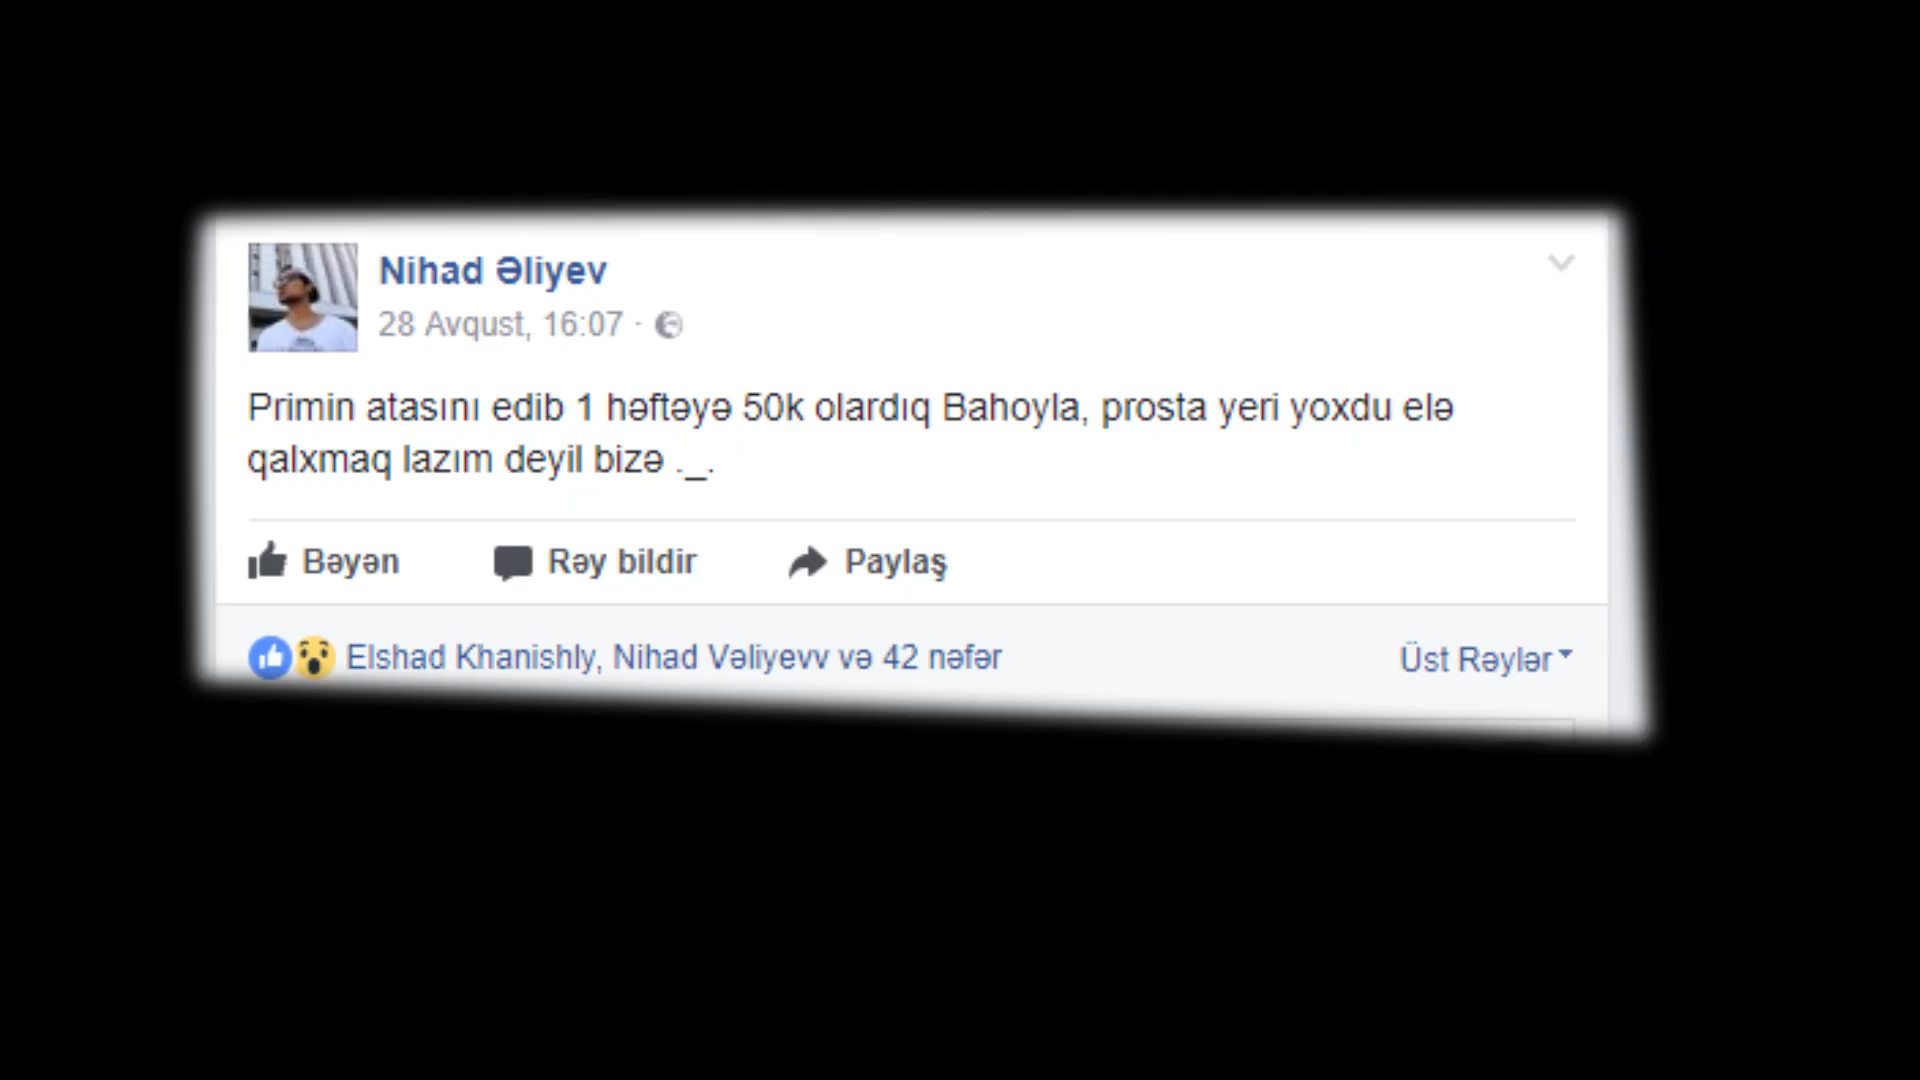 Nihad Əliyev
28 Avqust, 16:07 ·
Primin atasını edib 1 həftəyə 50k olardıq Bahoyla, prosta yeri yoxdu elə
qalxmaq lazım deyil bizə ._.
Bəyən Rəy bildir Paylaş
Elshad Khanishly, Nihad Vəliyevv və 42 nəfər Üst Rəylər